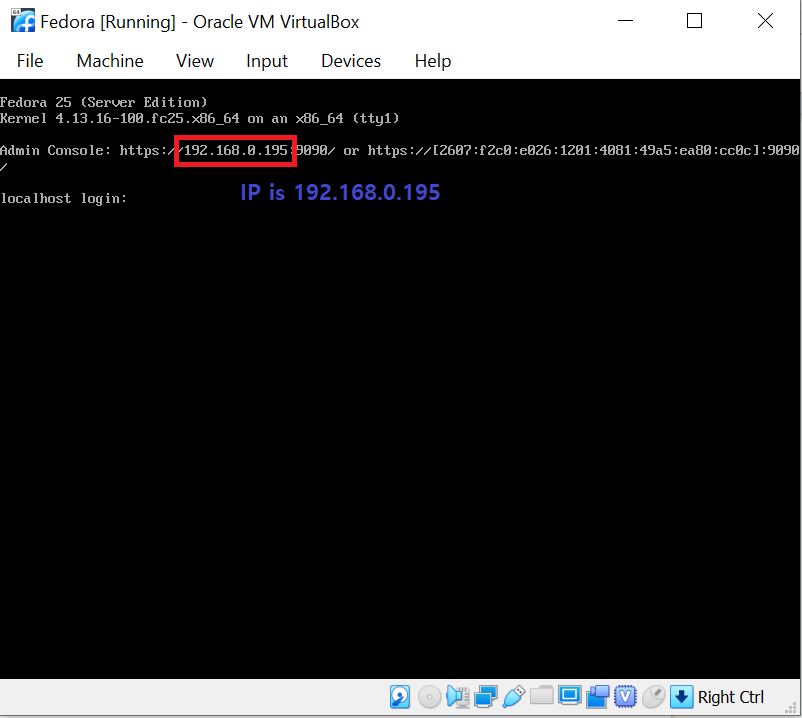 Fedora [Running] - Oracle VM VirtualBox
File Machine View Input Devices Help
Fedora 25 (Server Edition)
Kernel 4.13.16-100.fc25.x86_64 on an x86_64 (tty1)
Admin Console: https://192.168.0.195:9090/ or https://[2607:f2c0:e026:1201:4081:49a5:ea80:cc0c]:9090
/
IP is 192.168.0.195
localhost login:
Right Ctrl